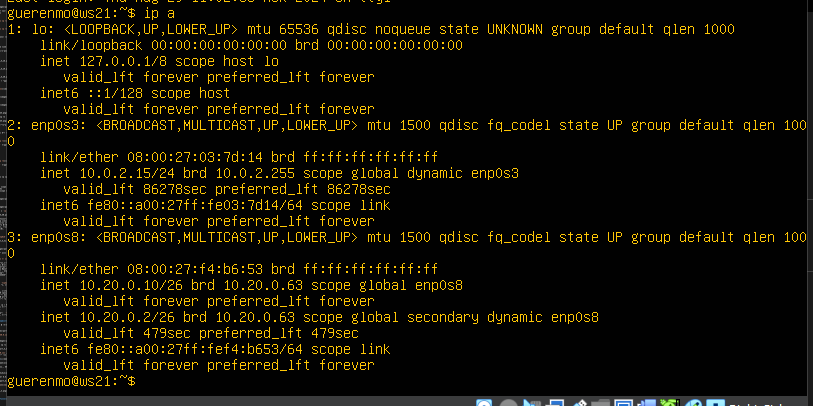 guerenmo@ws21:~$ ip a
1: lo: <LOOPBACK,UP,LOWER_UP> mtu 65536 qdisc noqueue state UNKNOWN group default qlen 1000
    link/loopback 00:00:00:00:00:00 brd 00:00:00:00:00:00
    inet 127.0.0.1/8 scope host lo
       valid_lft forever preferred_lft forever
    inet6 ::1/128 scope host
       valid_lft forever preferred_lft forever
2: enp0s3: <BROADCAST,MULTICAST,UP,LOWER_UP> mtu 1500 qdisc fq_codel state UP group default qlen 100
0
    link/ether 08:00:27:03:7d:14 brd ff:ff:ff:ff:ff:ff
    inet 10.0.2.15/24 brd 10.0.2.255 scope global dynamic enp0s3
       valid_lft 86278sec preferred_lft 86278sec
    inet6 fe80::a00:27ff:fe03:7d14/64 scope link
       valid_lft forever preferred_lft forever
3: enp0s8: <BROADCAST,MULTICAST,UP,LOWER_UP> mtu 1500 qdisc fq_codel state UP group default qlen 100
0
    link/ether 08:00:27:f4:b6:53 brd ff:ff:ff:ff:ff:ff
    inet 10.20.0.10/26 brd 10.20.0.63 scope global enp0s8
       valid_lft forever preferred_lft forever
    inet 10.20.0.2/26 brd 10.20.0.63 scope global secondary dynamic enp0s8
       valid_lft 479sec preferred_lft 479sec
    inet6 fe80::a00:27ff:fef4:b653/64 scope link
       valid_lft forever preferred_lft forever
guerenmo@ws21:~$